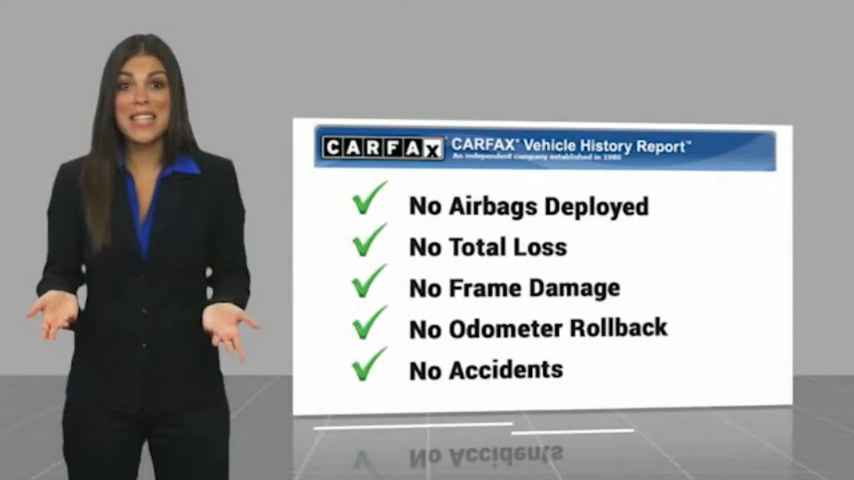 CARFAX CARFAX® Vehicle History Report™
An independent company established in 1986
No Airbags Deployed
No Total Loss
No Frame Damage
No Odometer Rollback
No Accidents
No Accidents